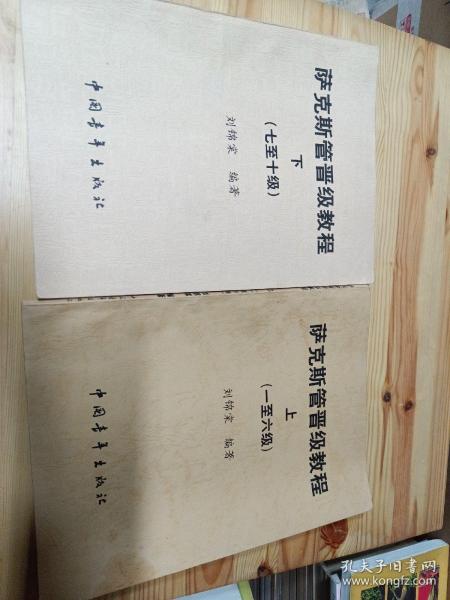 萨克斯管晋级教程
下
（七至十级）
刘锦棠 编著
中国青年出版社
萨克斯管晋级教程
上
（一至六级）
刘锦棠 编著
中国青年出版社
孔夫子旧书网
www.kongfz.com